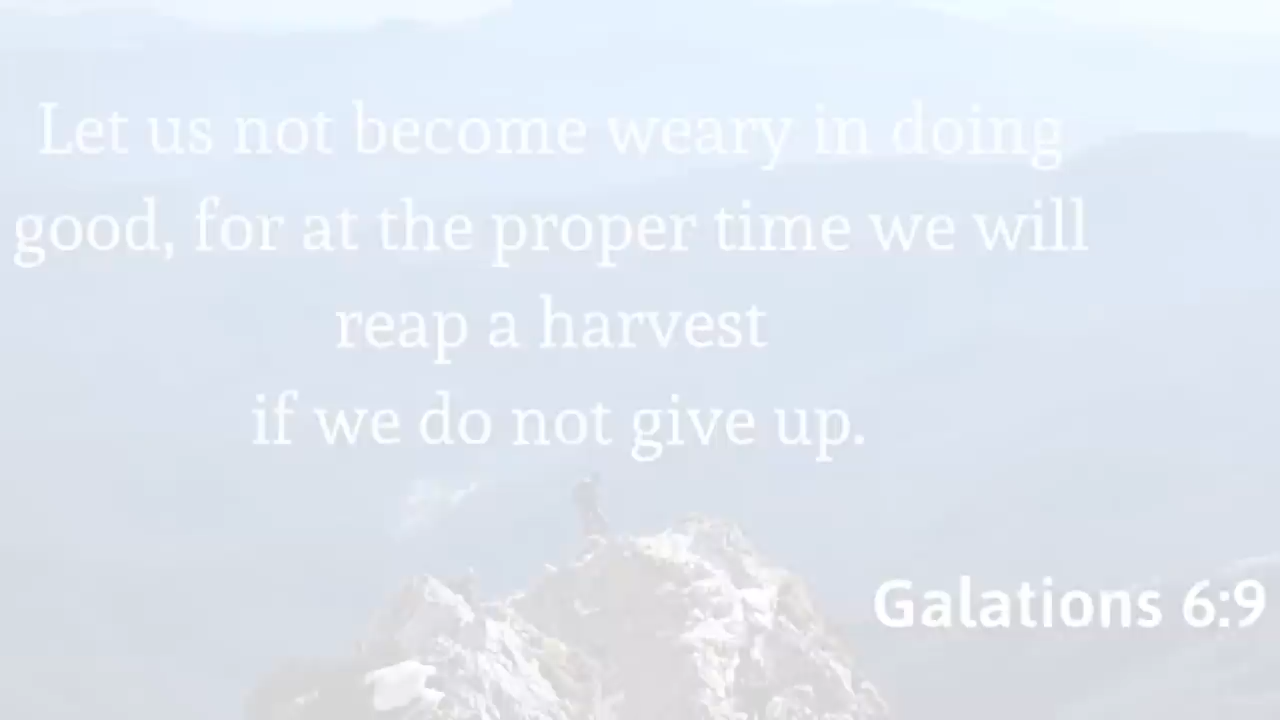 Let us not become weary in doing
good, for at the proper time we will
reap a harvest
if we do not give up.
Galations 6:9